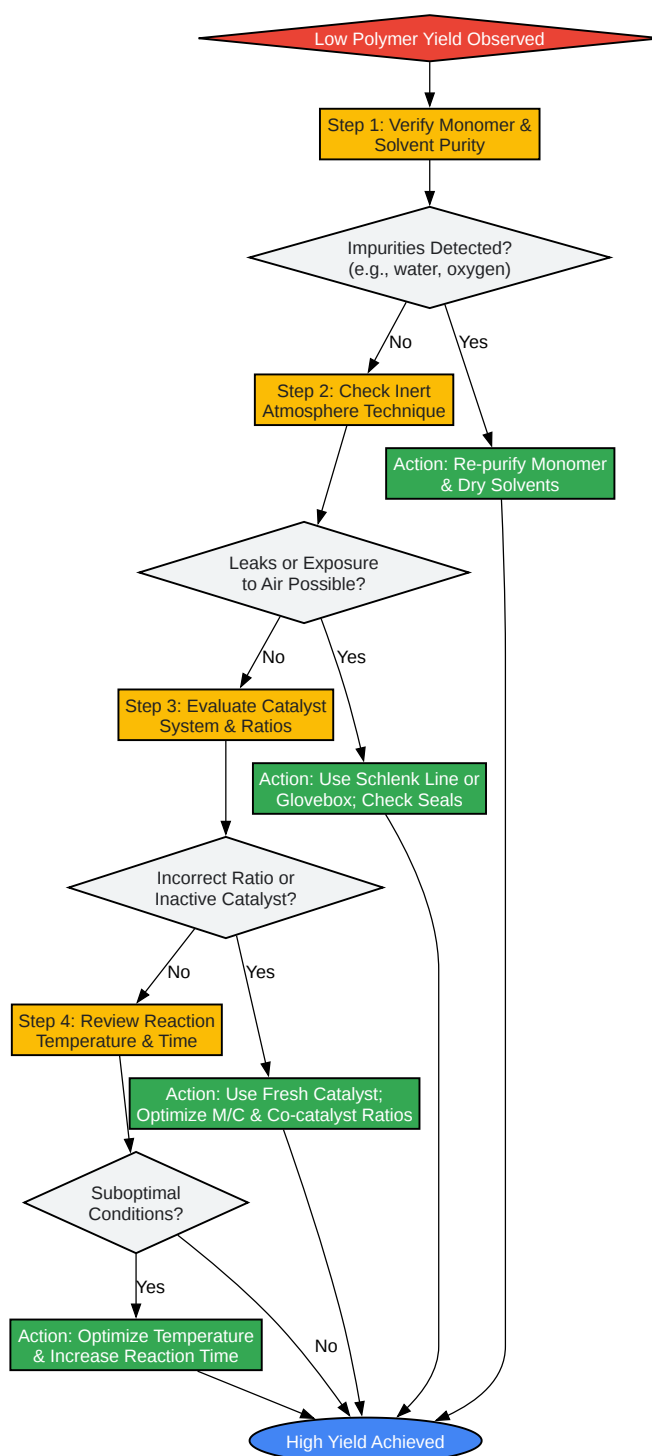 Low Polymer Yield Observed
Step 1: Verify Monomer &
Solvent Purity
Impurities Detected?
(e.g., water, oxygen)
No
Yes
Step 2: Check Inert
Atmosphere Technique
Action: Re-purify Monomer
& Dry Solvents
Leaks or Exposure
to Air Possible?
No
Yes
Step 3: Evaluate Catalyst
System & Ratios
Action: Use Schlenk Line or
Glovebox; Check Seals
Incorrect Ratio or
Inactive Catalyst?
No
Yes
Step 4: Review Reaction
Temperature & Time
Action: Use Fresh Catalyst;
Optimize M/C & Co-catalyst Ratios
Suboptimal
Conditions?
Yes
No
Action: Optimize Temperature
& Increase Reaction Time
High Yield Achieved